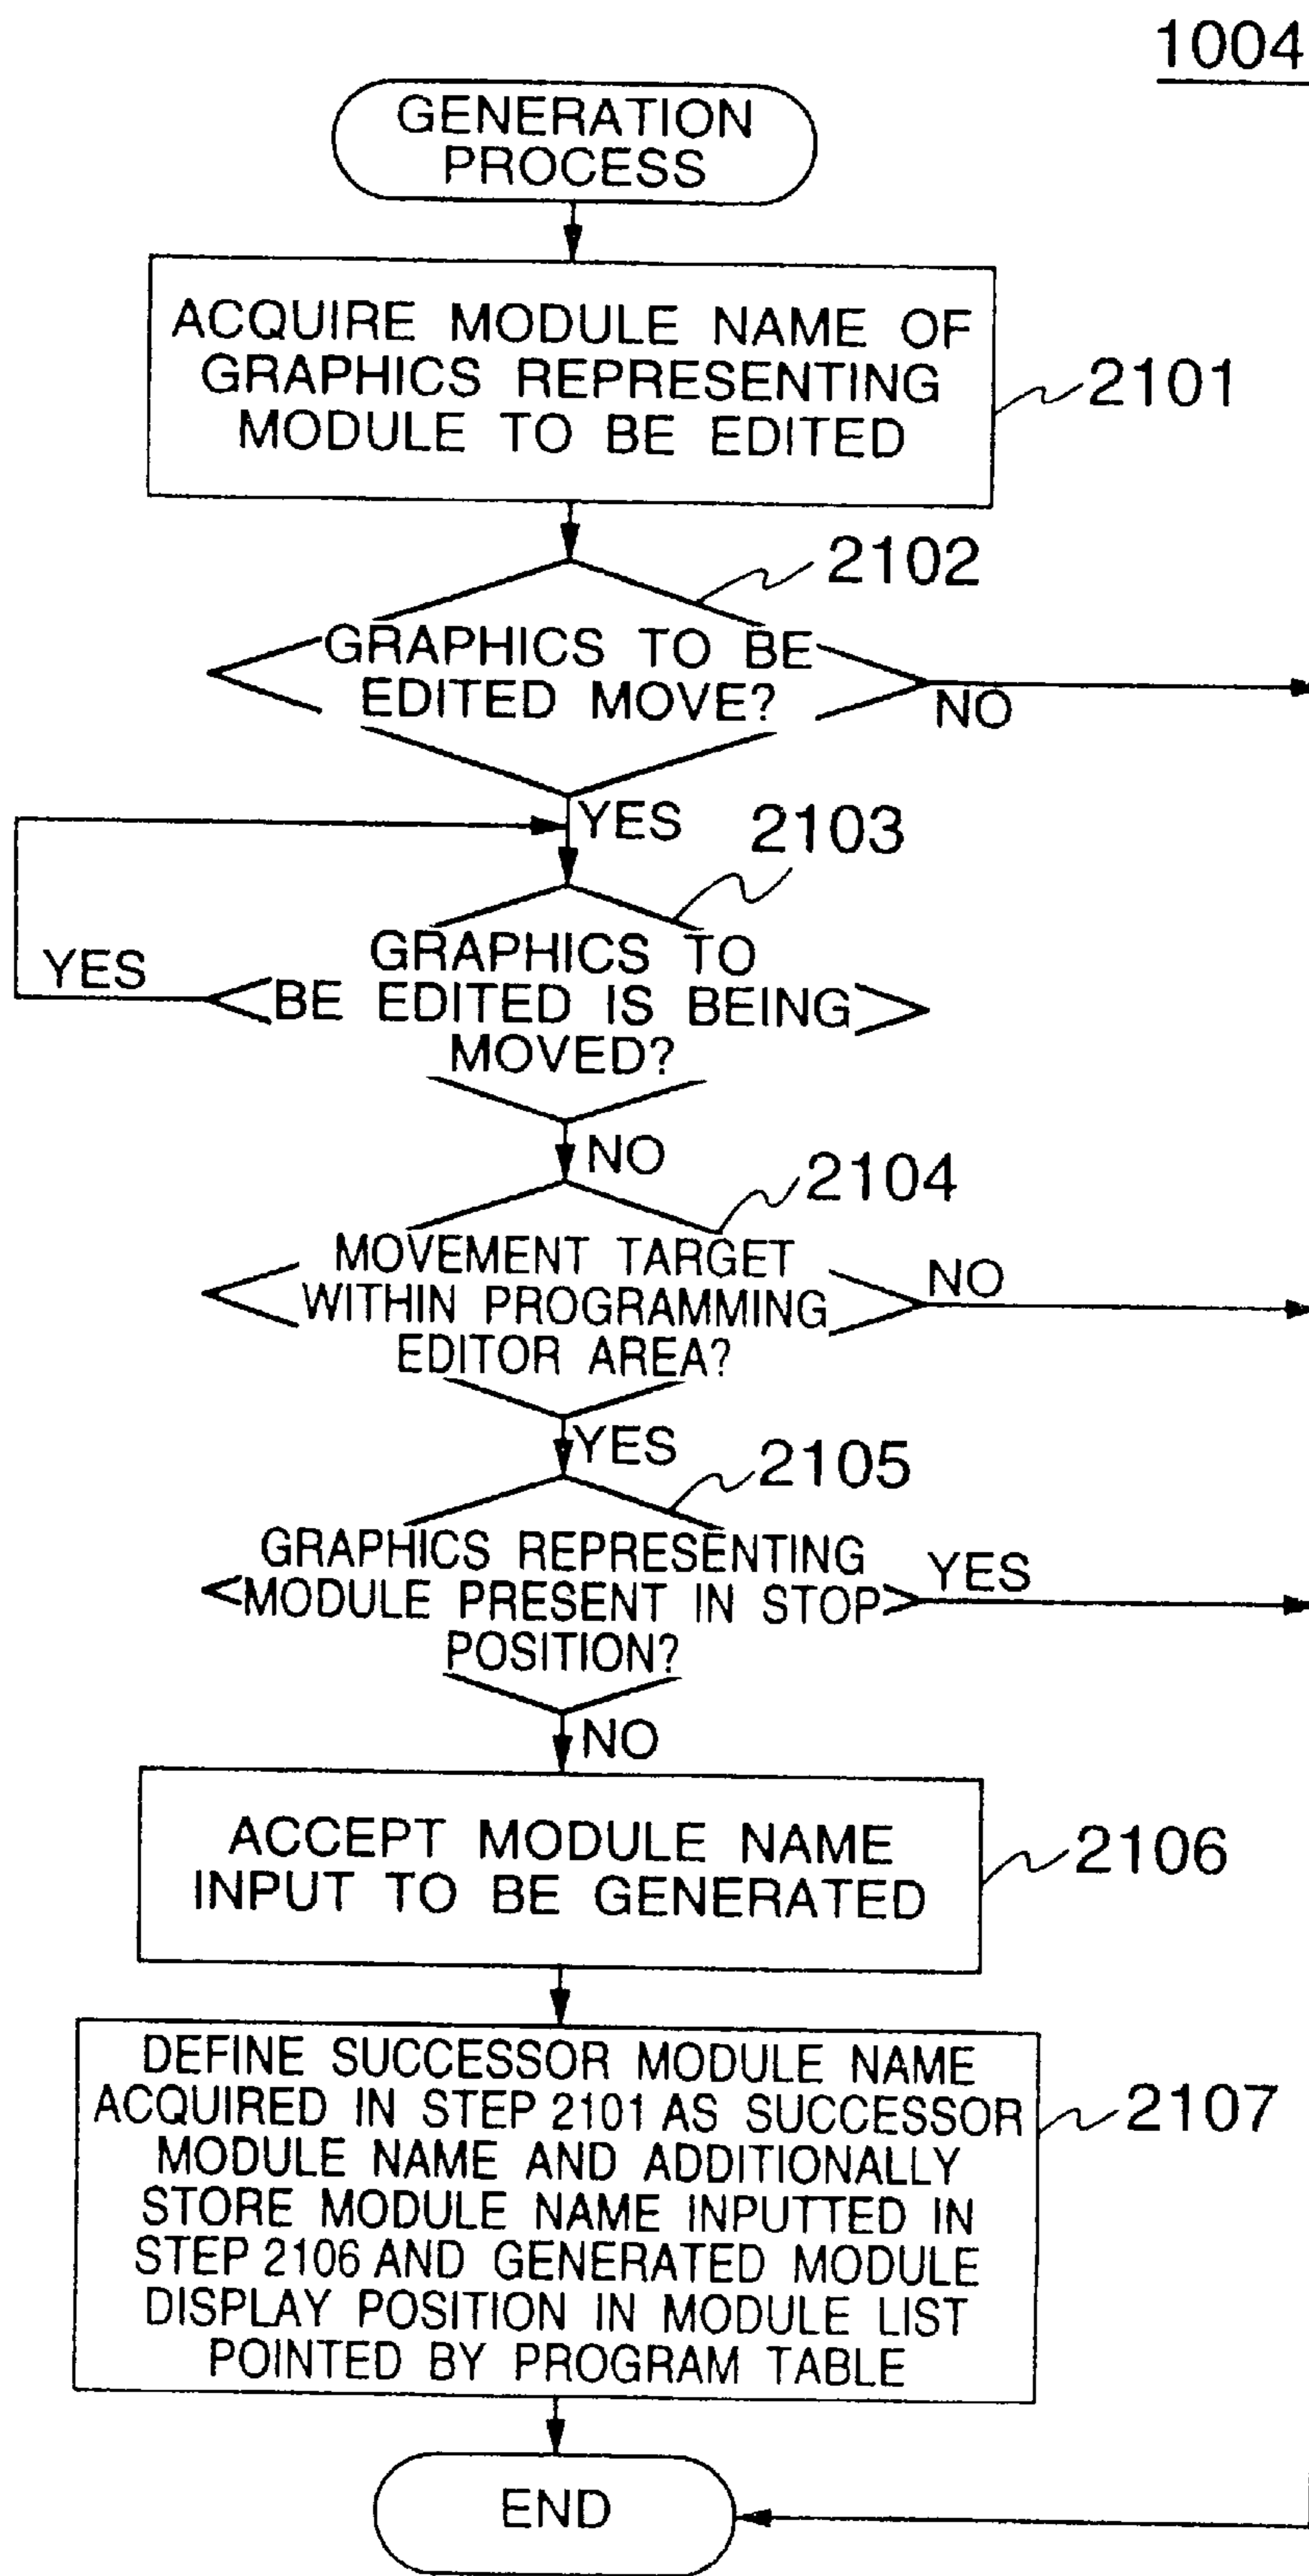 1004
GENERATION
PROCESS
ACQUIRE MODULE NAME OF
GRAPHICS REPRESENTING
MODULE TO BE EDITED
2101
2102
GRAPHICS TO BE
EDITED MOVE?
NO
YES
2103
GRAPHICS TO
BE EDITED IS BEING
MOVED?
YES
NO
2104
MOVEMENT TARGET
WITHIN PROGRAMMING
EDITOR AREA?
NO
YES
2105
GRAPHICS REPRESENTING
MODULE PRESENT IN STOP
POSITION?
YES
NO
ACCEPT MODULE NAME
INPUT TO BE GENERATED
2106
DEFINE SUCCESSOR MODULE NAME
ACQUIRED IN STEP 2101 AS SUCCESSOR
MODULE NAME AND ADDITIONALLY
STORE MODULE NAME INPUTTED IN
STEP 2106 AND GENERATED MODULE
DISPLAY POSITION IN MODULE LIST
POINTED BY PROGRAM TABLE
2107
END